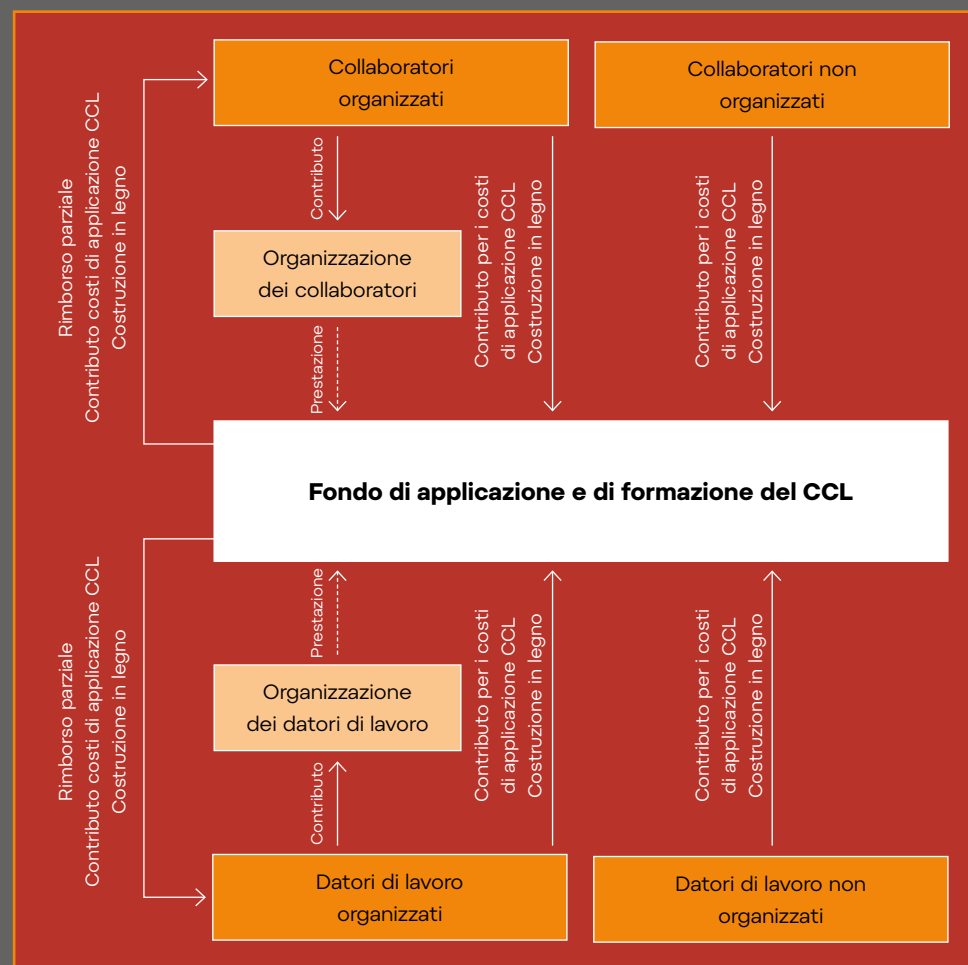 Collaboratori
organizzati
Collaboratori non
organizzati
Rimborso parziale
Contributo costi di applicazione CCL
Costruzione in legno
Contributo
Contributo per i costi
di applicazione CCL
Costruzione in legno
Contributo per i costi
di applicazione CCL
Costruzione in legno
Organizzazione
dei collaboratori
Prestazione
Fondo di applicazione e di formazione del CCL
Rimborso parziale
Contributo costi di applicazione CCL
Costruzione in legno
Prestazione
Contributo per i costi
di applicazione CCL
Costruzione in legno
Contributo per i costi
di applicazione CCL
Costruzione in legno
Organizzazione
dei datori di lavoro
Contributo
Datori di lavoro
organizzati
Datori di lavoro non
organizzati